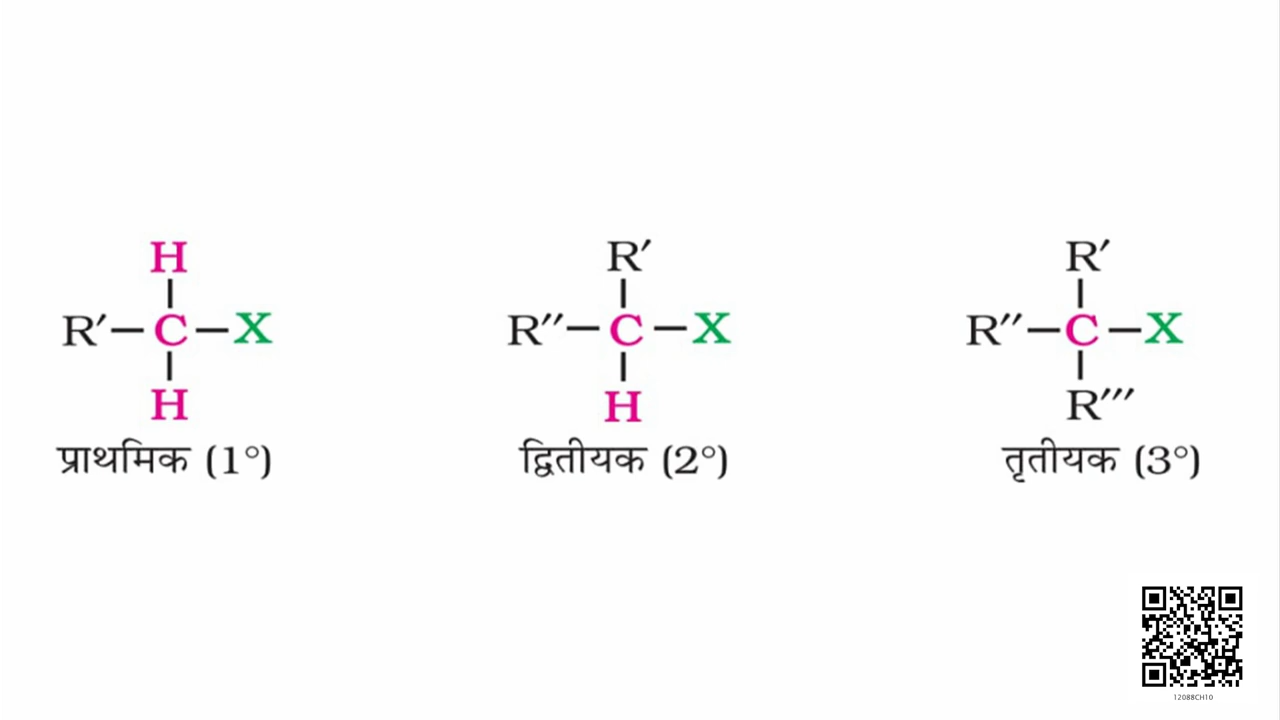 H R′ R′
R′—C—X R″—C—X R″—C—X
H H R‴
प्राथमिक (1°) द्वितीयक (2°) तृतीयक (3°)
12088CH10